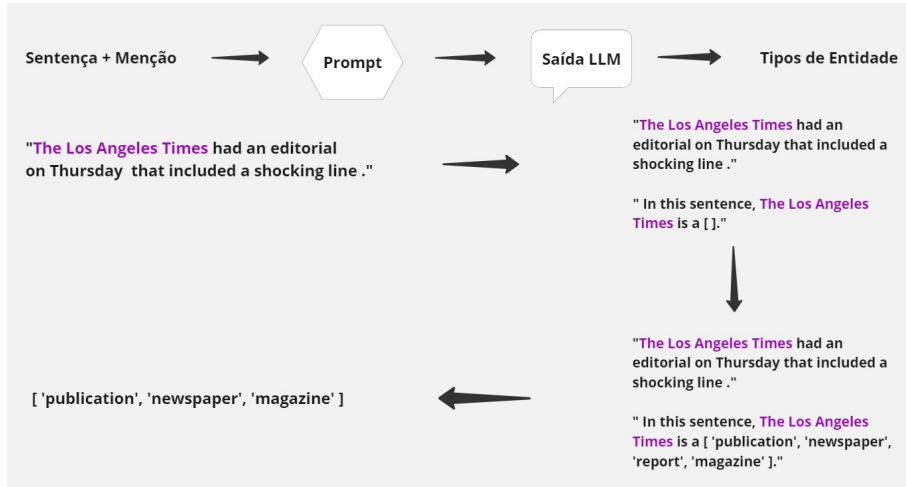 Sentença + Menção
Prompt
Saída LLM
Tipos de Entidade
"The Los Angeles Times had an editorial
on Thursday that included a shocking line ."
"The Los Angeles Times had an
editorial on Thursday that included a
shocking line ."
" In this sentence, The Los Angeles
Times is a [ ]."
"The Los Angeles Times had an
editorial on Thursday that included a
shocking line ."
" In this sentence, The Los Angeles
Times is a [ 'publication', 'newspaper',
'report', 'magazine' ]."
[ 'publication', 'newspaper', 'magazine' ]